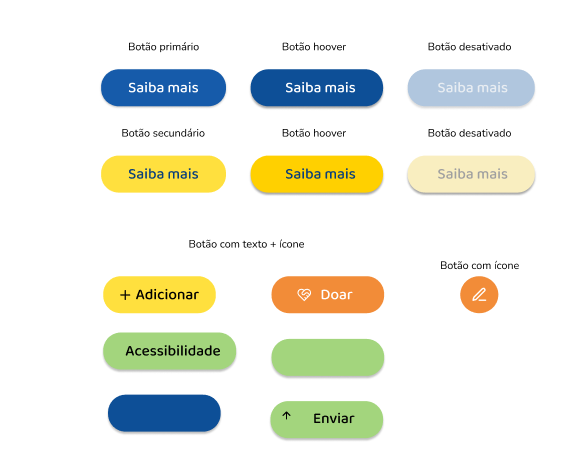 Botão primário
Botão hoover
Botão desativado
Saiba mais
Saiba mais
Saiba mais
Botão secundário
Botão hoover
Botão desativado
Saiba mais
Saiba mais
Saiba mais
Botão com texto + ícone
Botão com ícone
Adicionar
Doar
Acessibilidade
Enviar